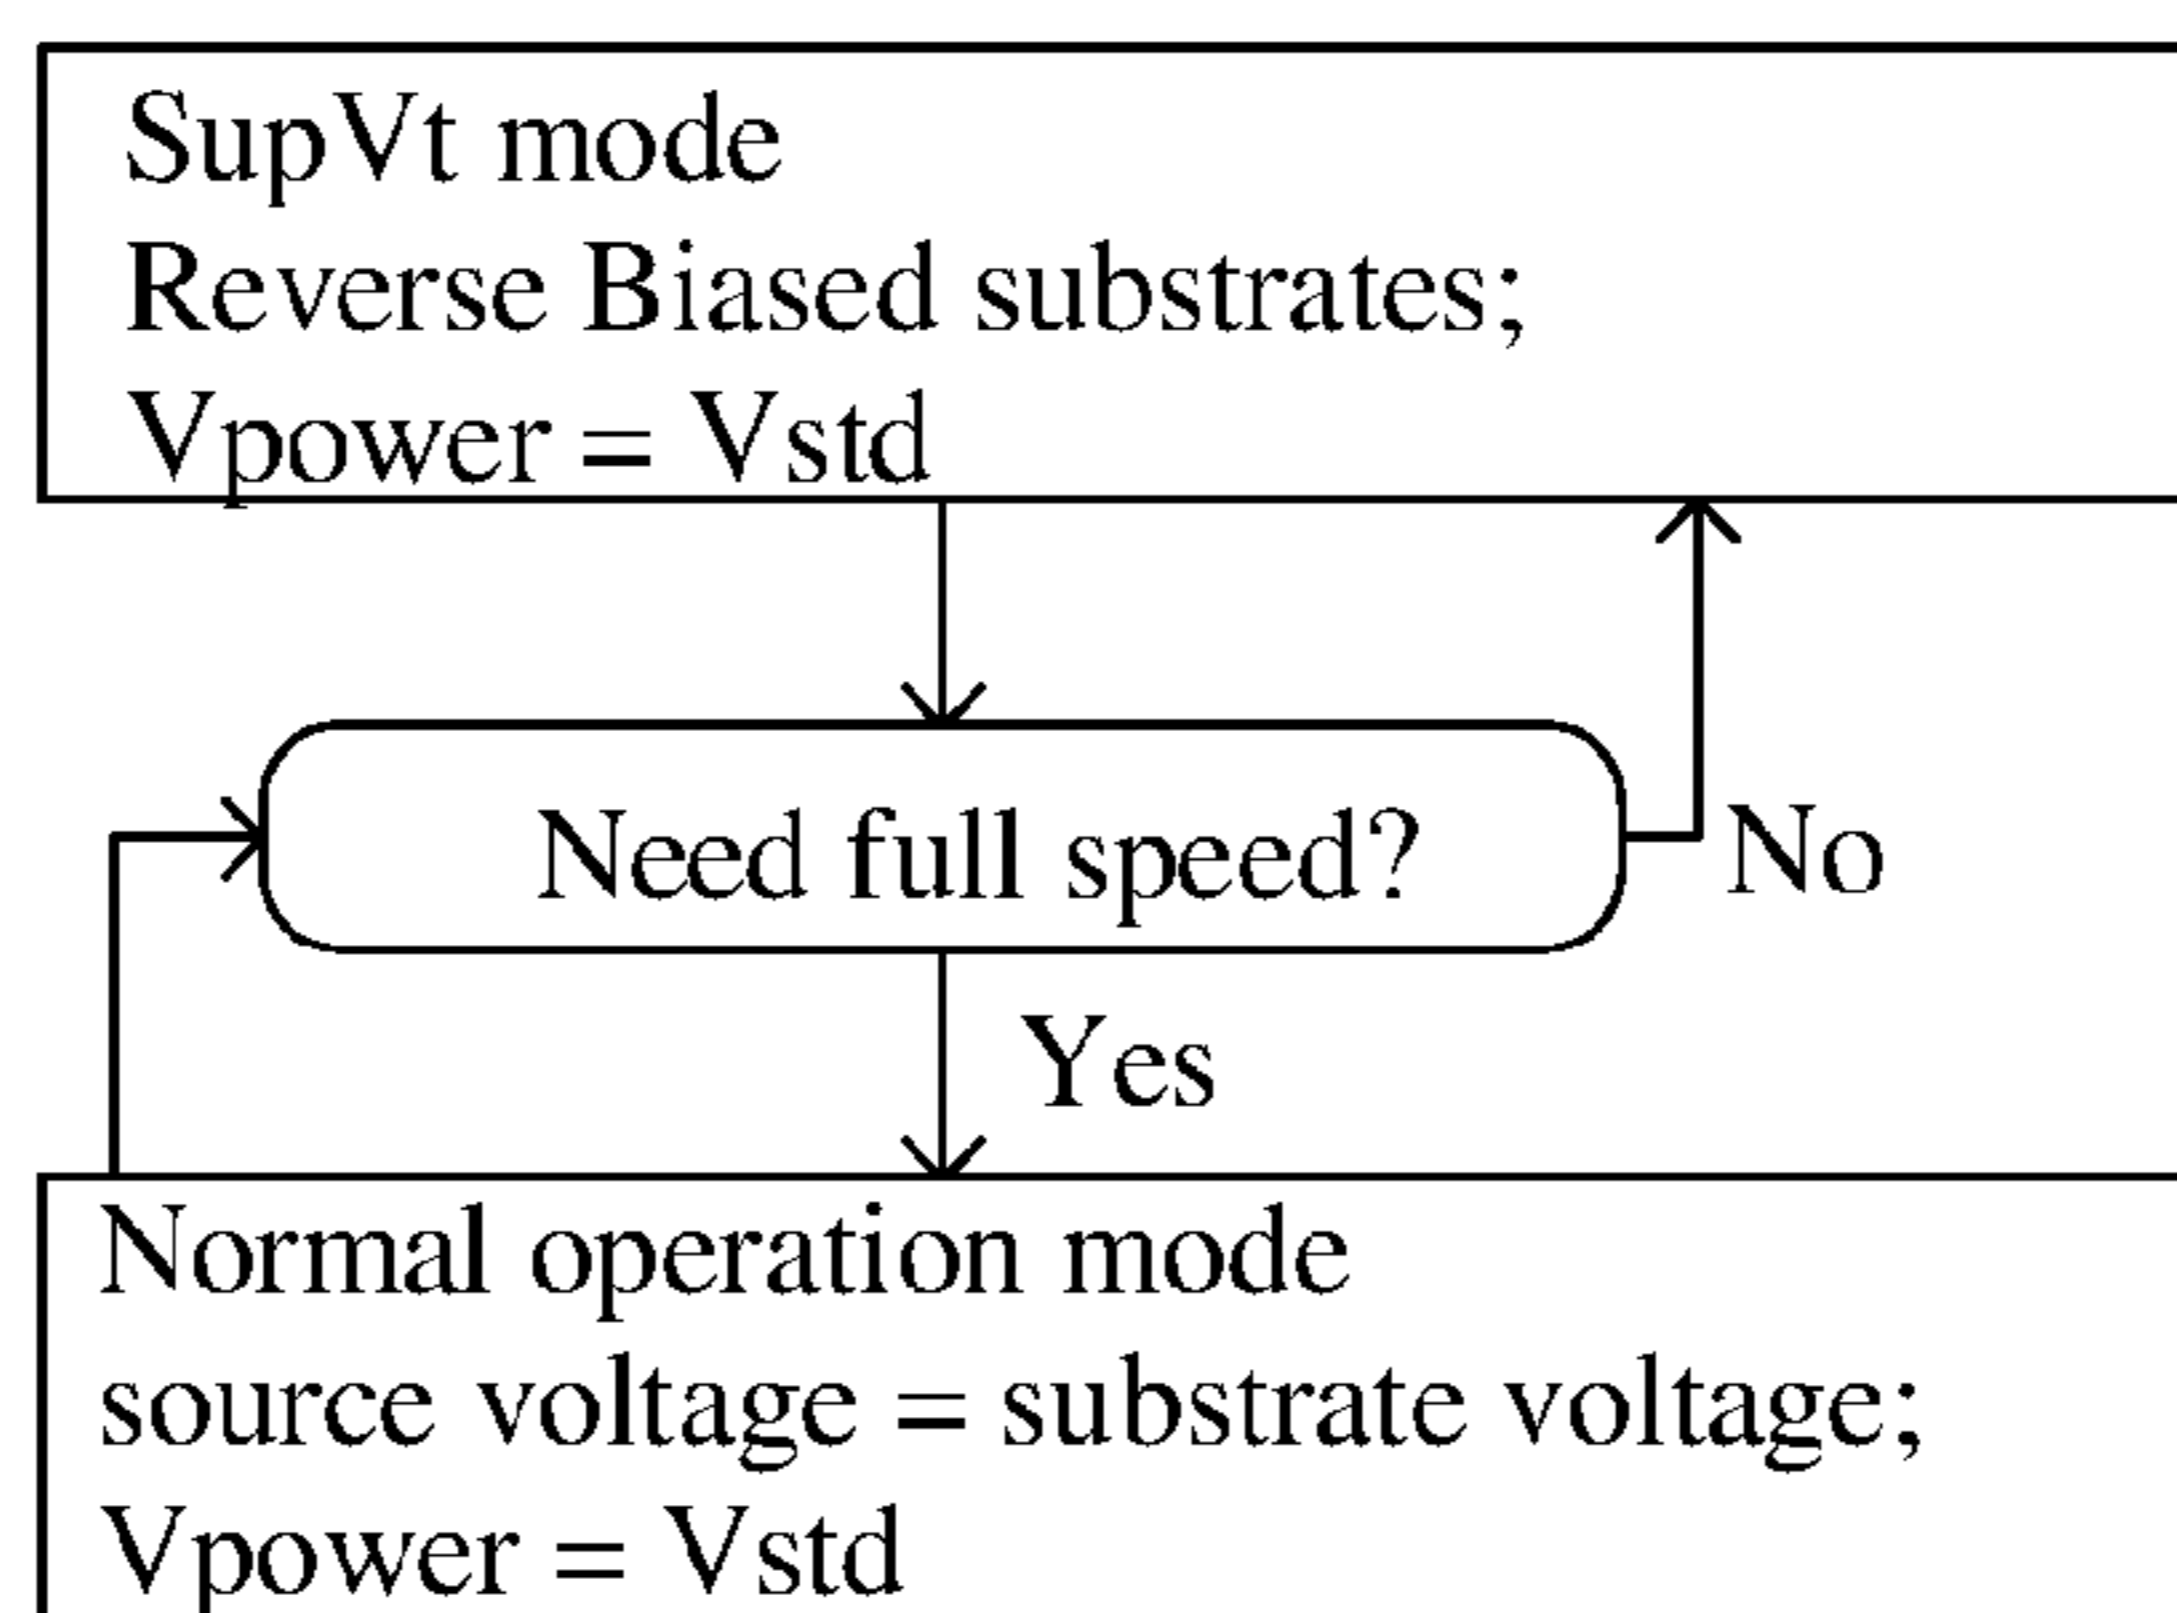 SupVt mode
Reverse Biased substrates;
Vpower = Vstd
Need full speed?
No
Yes
Normal operation mode
source voltage = substrate voltage;
Vpower = Vstd